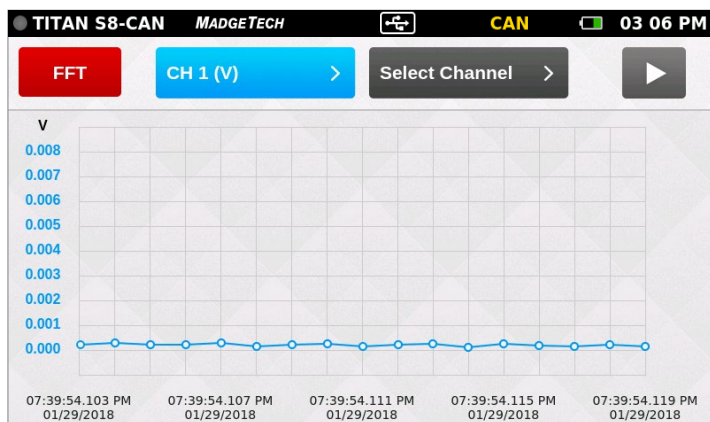 TITAN S8-CAN MADGETECH CAN 03 06 PM
FFT CH 1 (V) > Select Channel >
V
0.008
0.007
0.006
0.005
0.004
0.003
0.002
0.001
0.000
07:39:54.103 PM 07:39:54.107 PM 07:39:54.111 PM 07:39:54.115 PM 07:39:54.119 PM
01/29/2018 01/29/2018 01/29/2018 01/29/2018 01/29/2018